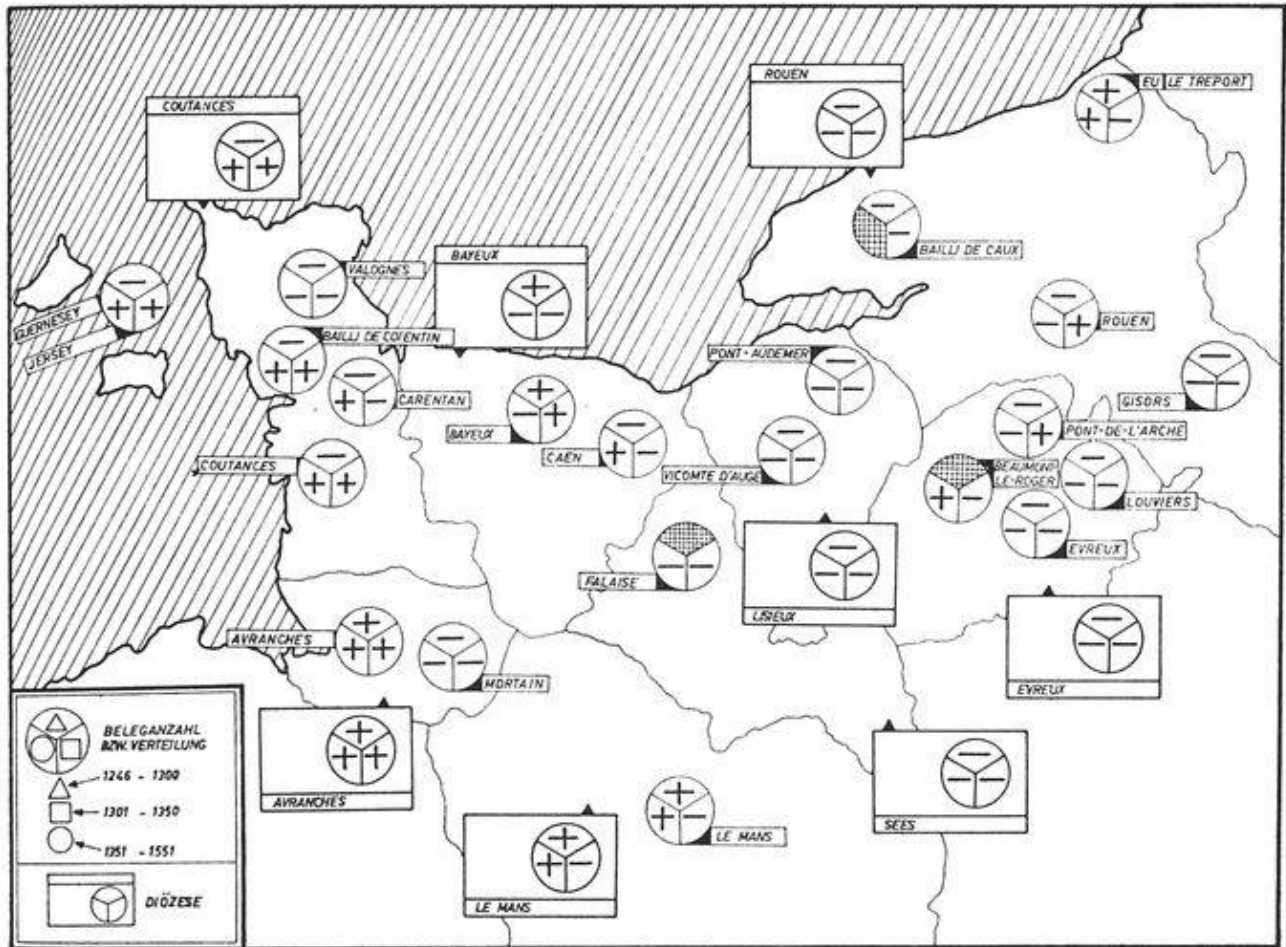 COUTANCES
ROUEN
EU LE TREPORT
BAILLI DE CAUX
VALOGNES
BAYEUX
GUERNESEY
JERSEY
BAILLI DE COTENTIN
ROUEN
PONT-AUDEMER
CARENTAN
GISORS
BAYEUX
PONT-DE-L'ARCHE
CAEN
COUTANCES
VICOMTE D'AUGE
BEAUMONT-
LE-ROGER
LOUVIERS
EVREUX
FALAISE
LISIEUX
AVRANCHES
MORTAIN
EVREUX
AVRANCHES
SEES
LE MANS
LE MANS
BELEGANZAHL
BZW. VERTEILUNG
1246 - 1300
1301 - 1350
1351 - 1551
DIÖZESE